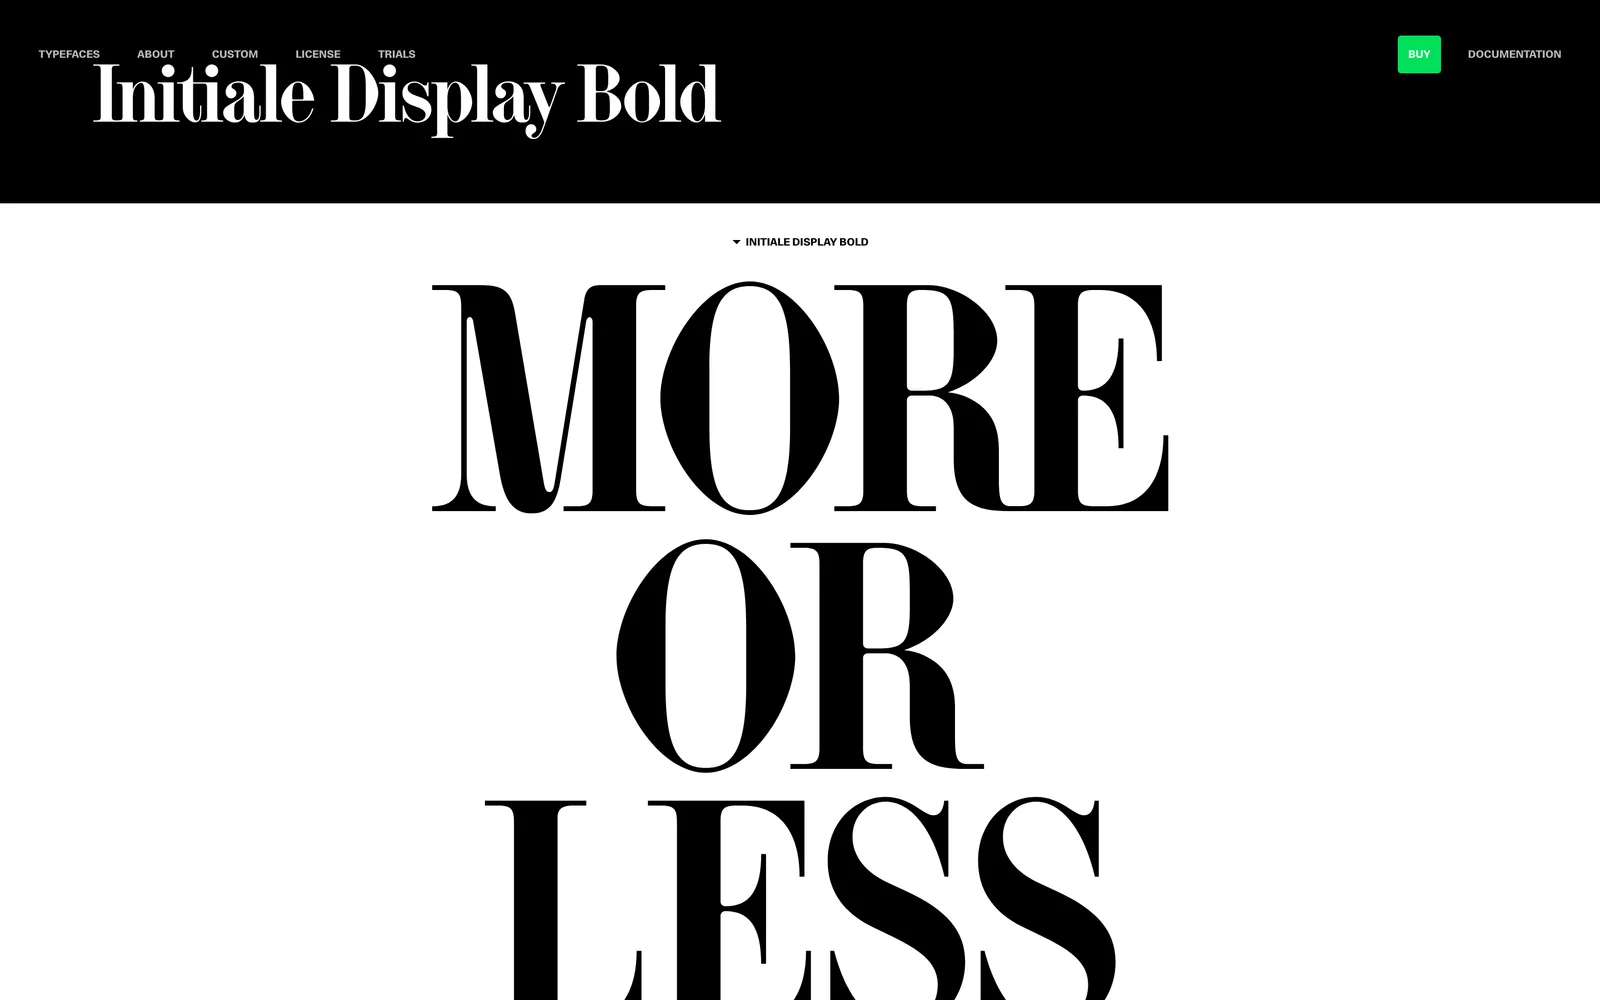 TYPEFACES ABOUT CUSTOM LICENSE TRIALS BUY DOCUMENTATION
Initiale Display Bold
INITIALE DISPLAY BOLD
MORE
OR
LESS